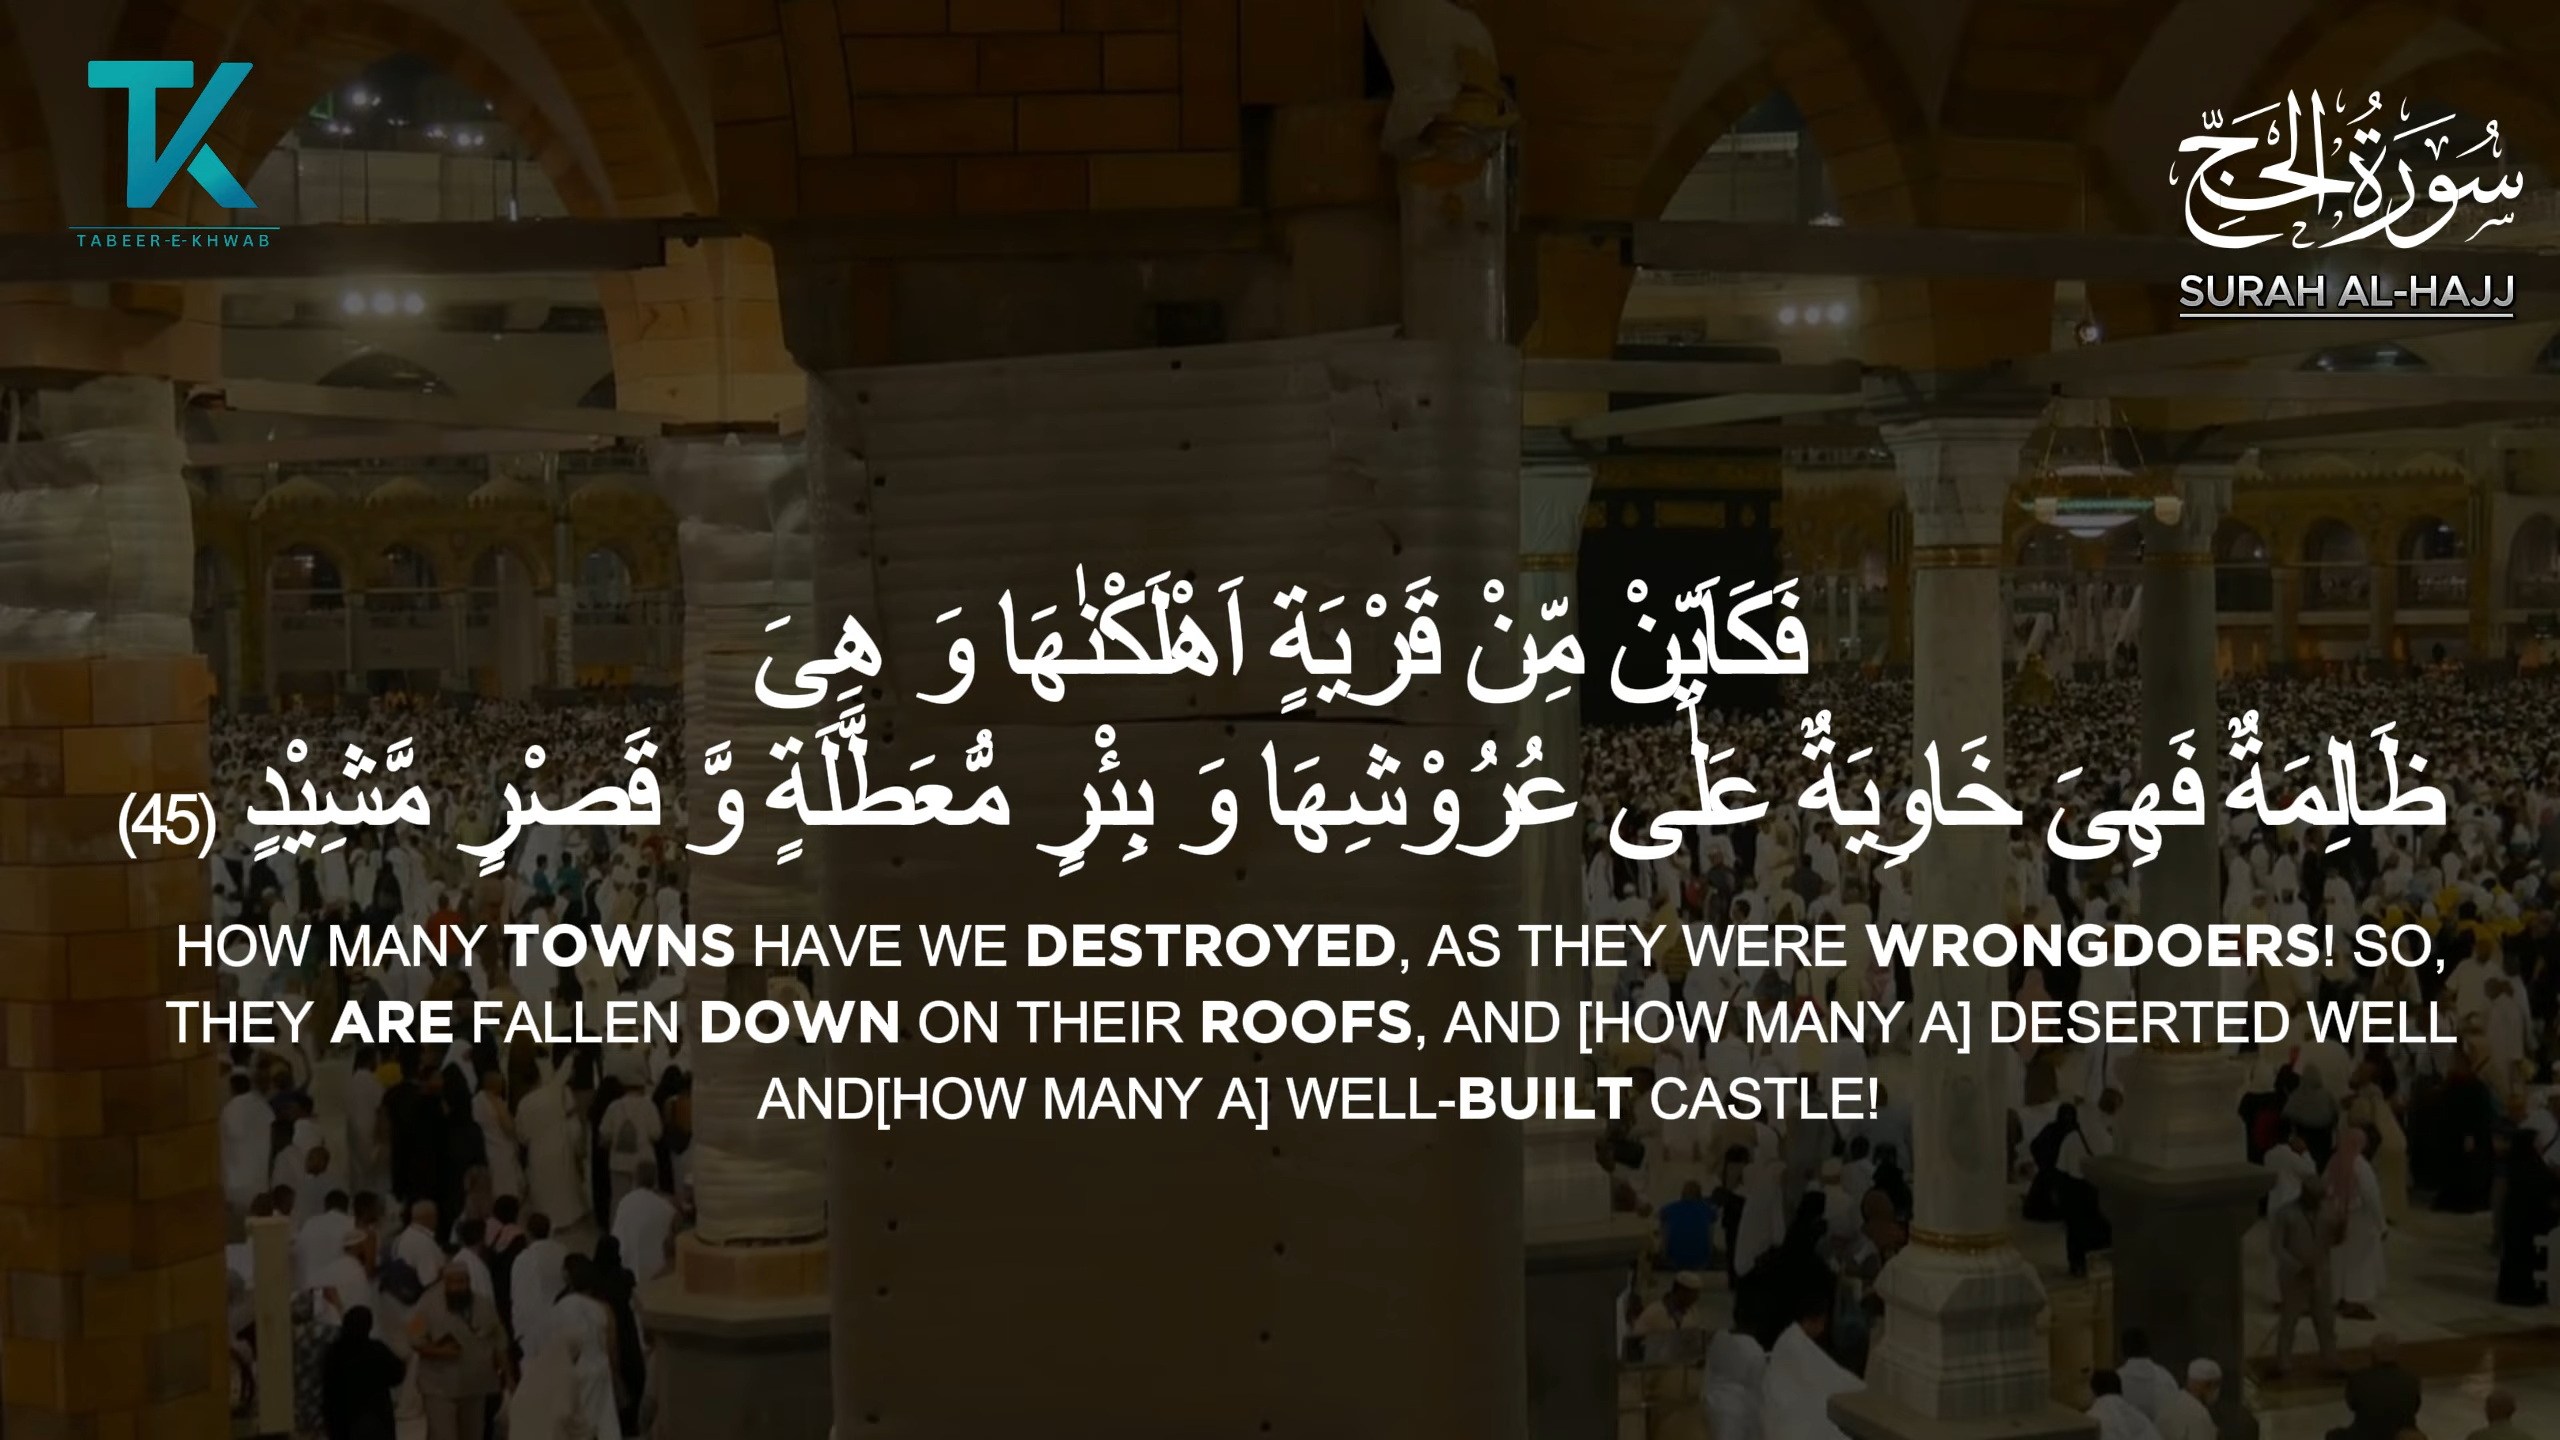 TK
TABEER-E-KHWAB
سُورَةُ الحَجِّ
SURAH AL-HAJJ
فَكَاَیِّنْ مِّنْ قَرْیَةٍ اَهْلَكْنٰهَا وَ هِیَ
ظَالِمَةٌ فَهِیَ خَاوِیَةٌ عَلٰى عُرُوْشِهَا وَ بِئْرٍ مُّعَطَّلَةٍ وَّ قَصْرٍ مَّشِیْدٍ (45)
HOW MANY TOWNS HAVE WE DESTROYED, AS THEY WERE WRONGDOERS! SO,
THEY ARE FALLEN DOWN ON THEIR ROOFS, AND [HOW MANY A] DESERTED WELL
AND[HOW MANY A] WELL-BUILT CASTLE!